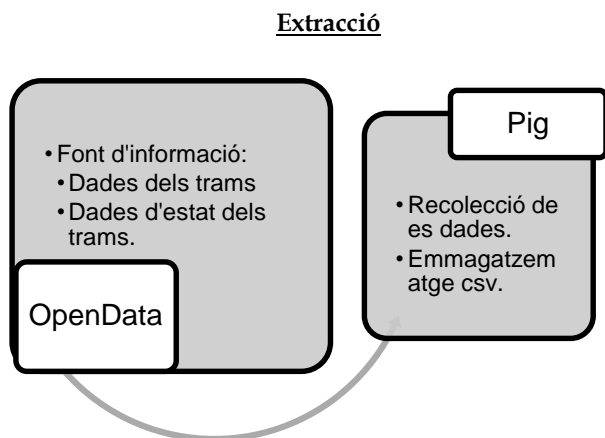 Extracció
• Font d'informació:
• Dades dels trams
• Dades d'estat dels
trams.
OpenData
Pig
• Recolecció de
es dades.
• Emmagatzem
atge csv.